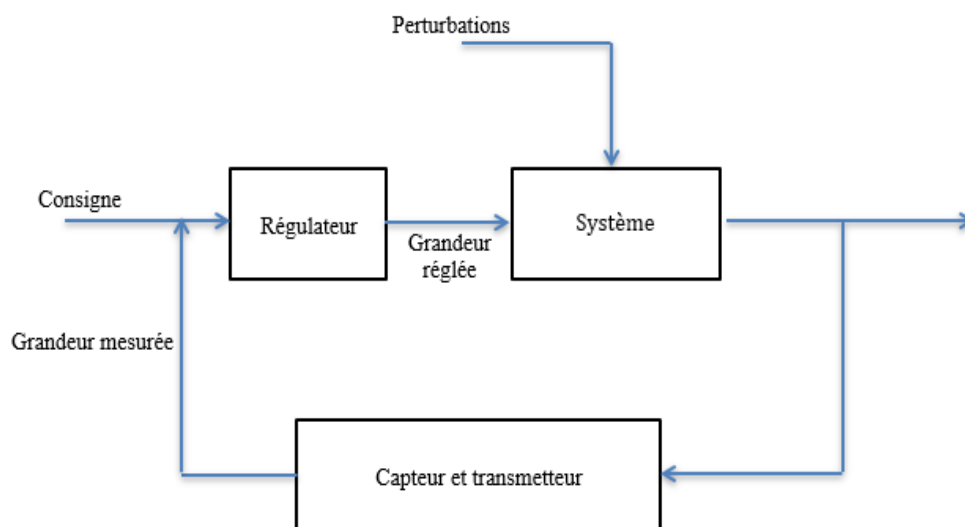 Perturbations
Consigne
Régulateur
Système
Grandeur
réglée
Grandeur mesurée
Capteur et transmetteur